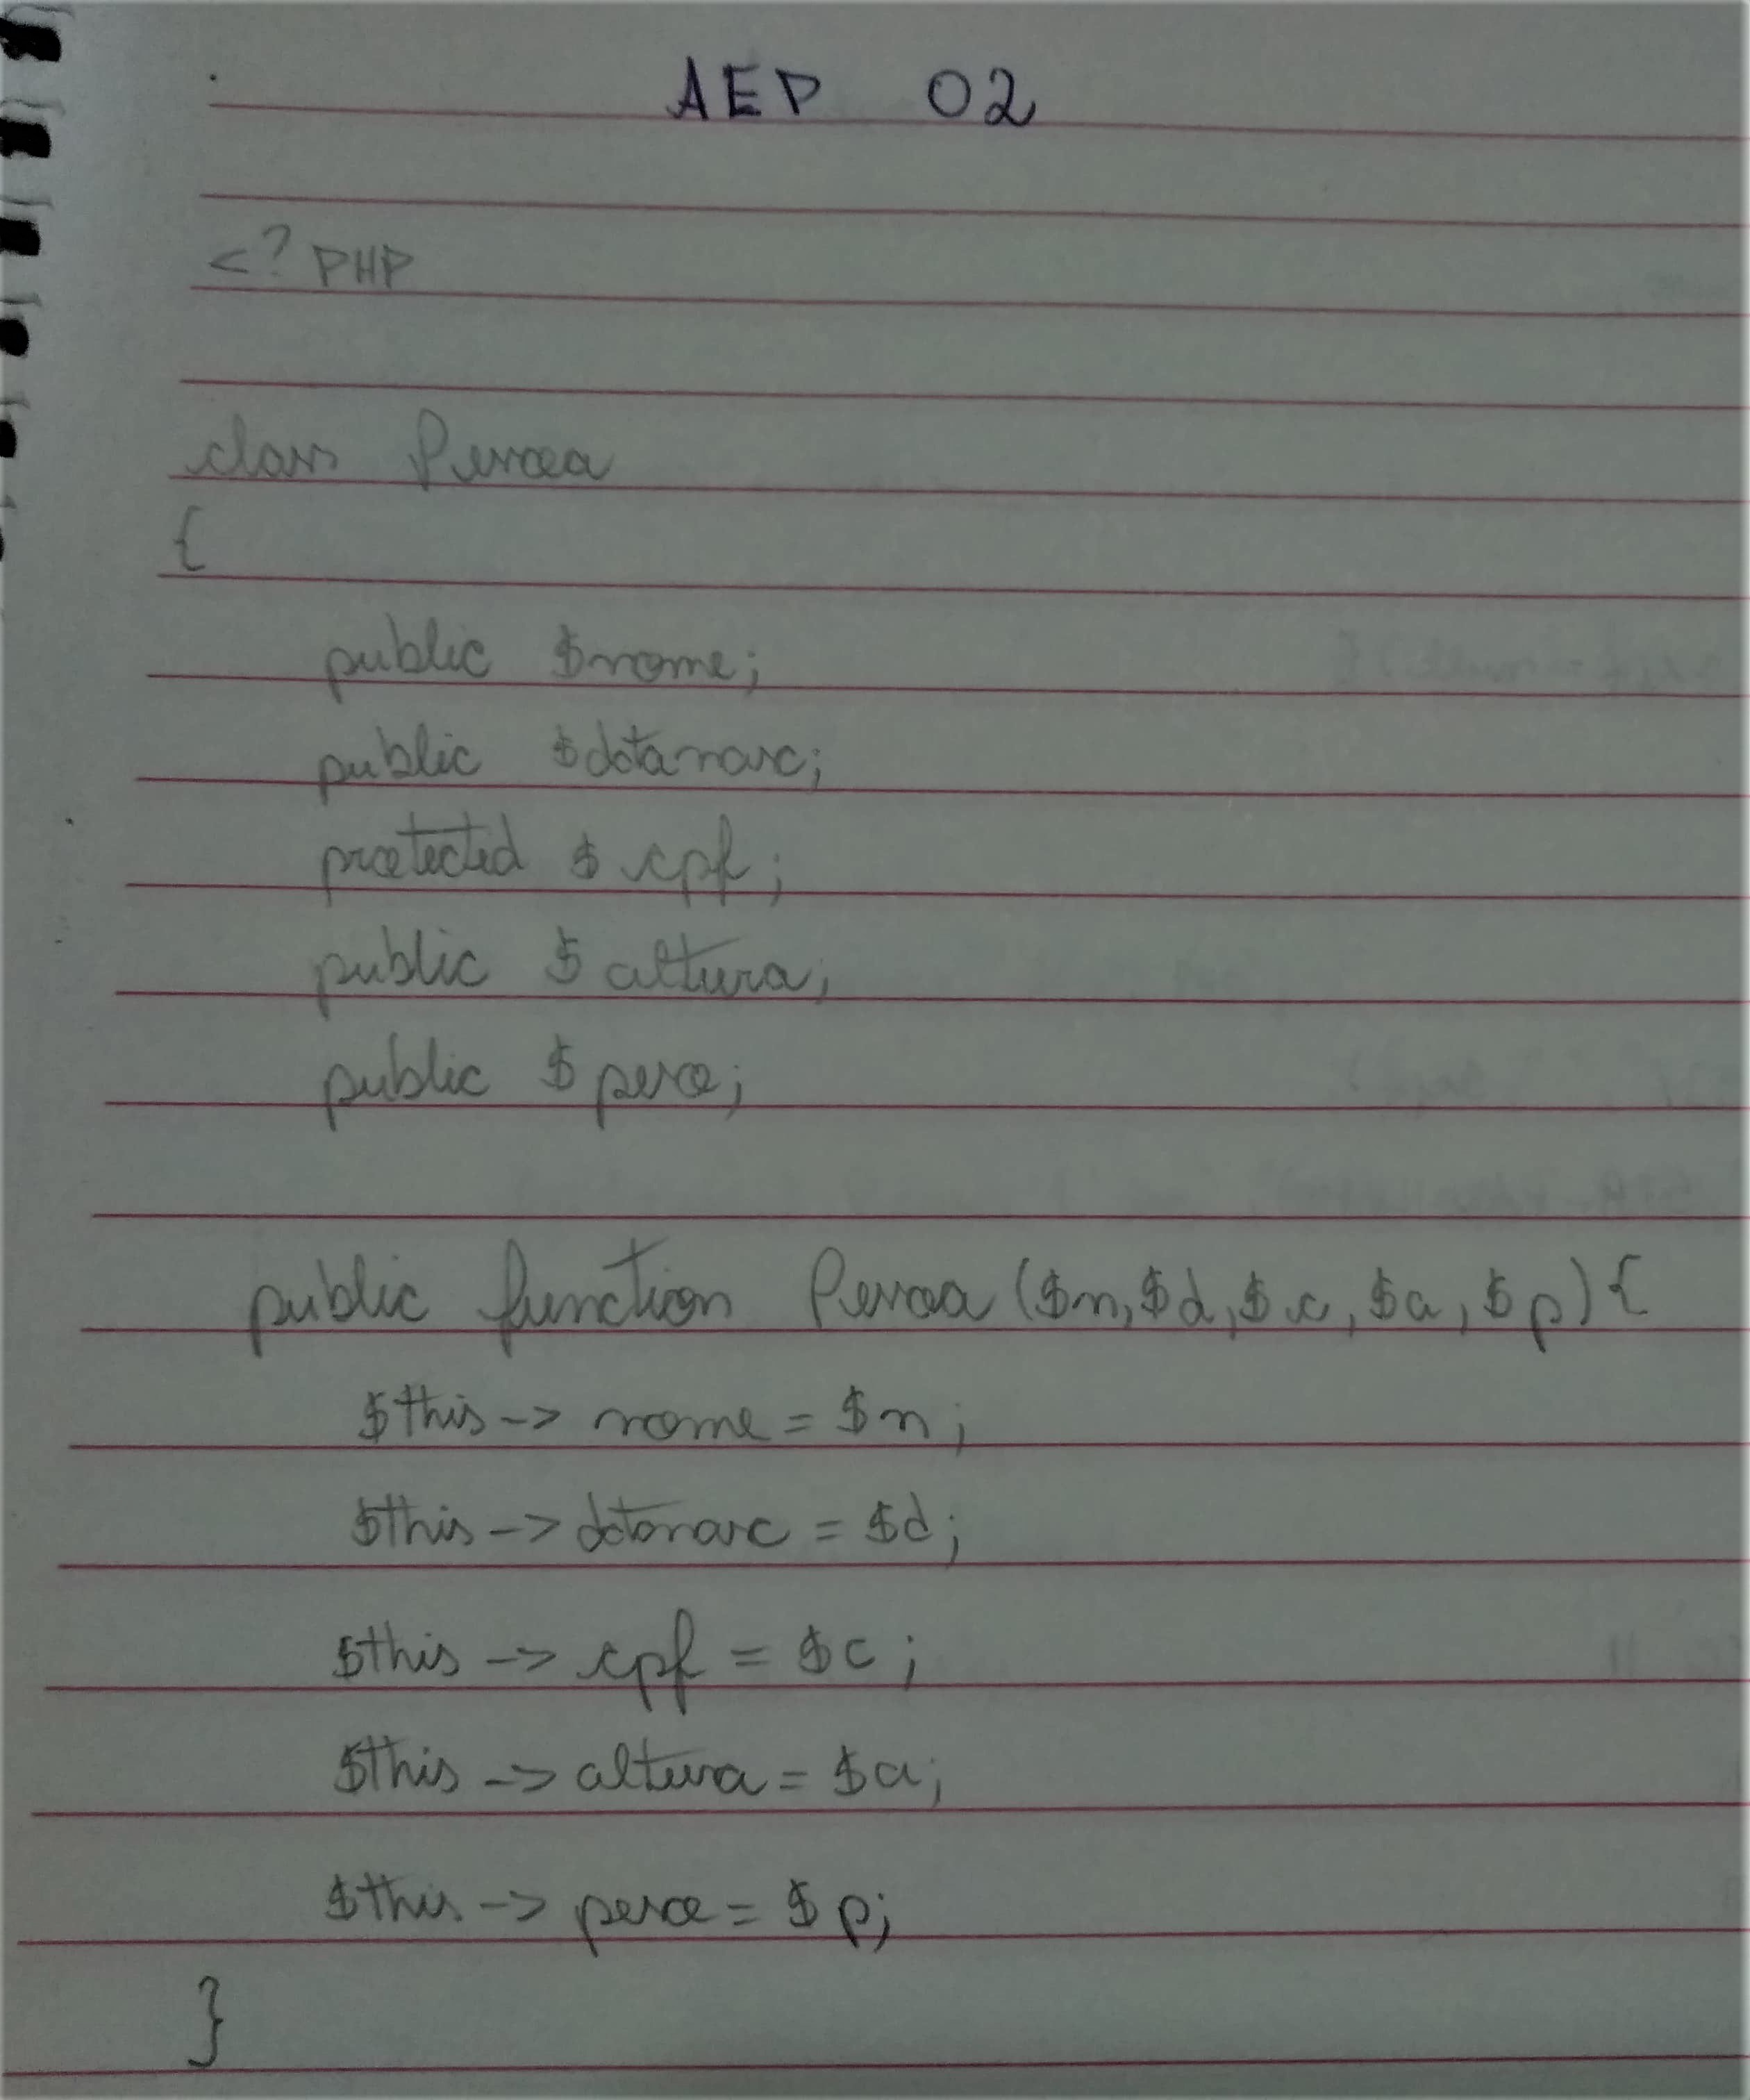 AEP 02
<? PHP
class Pessoa
{
public $nome;
public $datanasc;
protected $cpf;
public $altura;
public $peso;
public function Pessoa ($n,$d,$c,$a,$p){
$this -> nome = $n;
$this -> datanasc = $d;
$this -> cpf = $c;
$this -> altura = $a;
$this -> peso = $p;
}